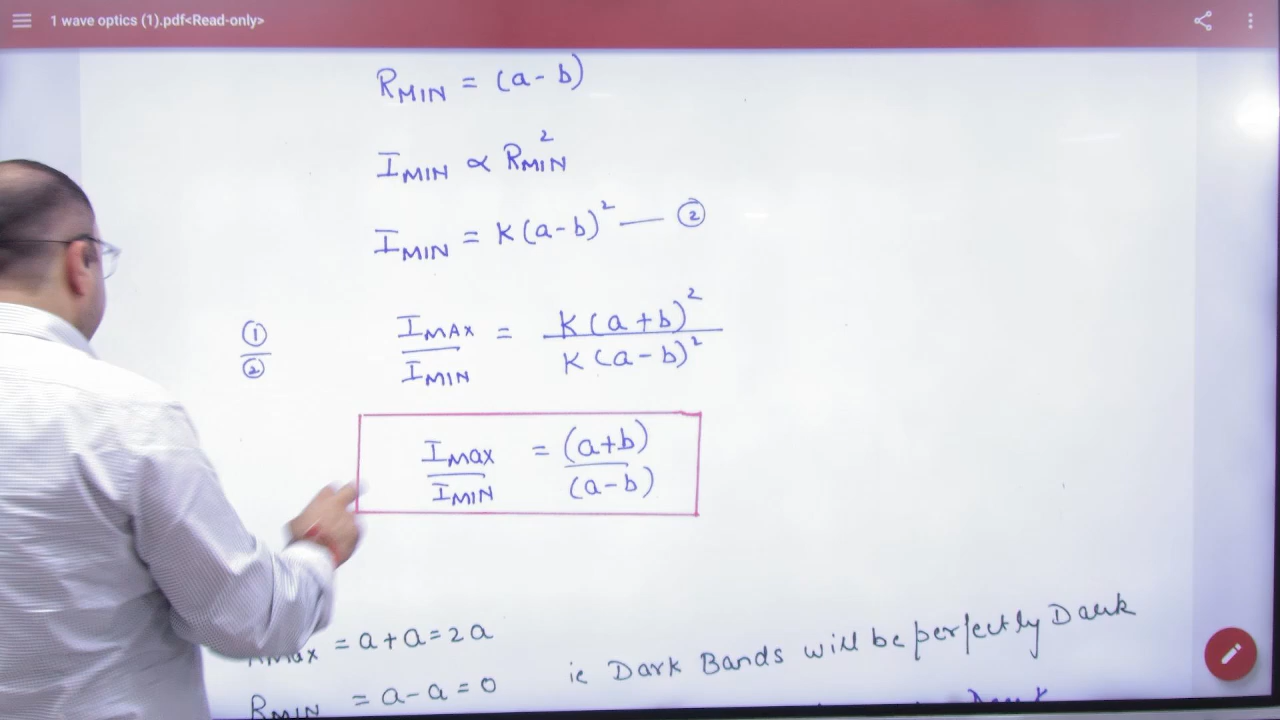 1 wave optics (1).pdf<Read-only>
RMIN = (a-b)
IMIN ∝ RMIN²
IMIN = K(a-b)² — ②
①/② IMAX/IMIN = K(a+b)²/K(a-b)²
IMax/IMIN = (a+b)/(a-b)
RMax = a+a=2a
RMIN = a-a=0 ie Dark Bands will be perfectly Dark